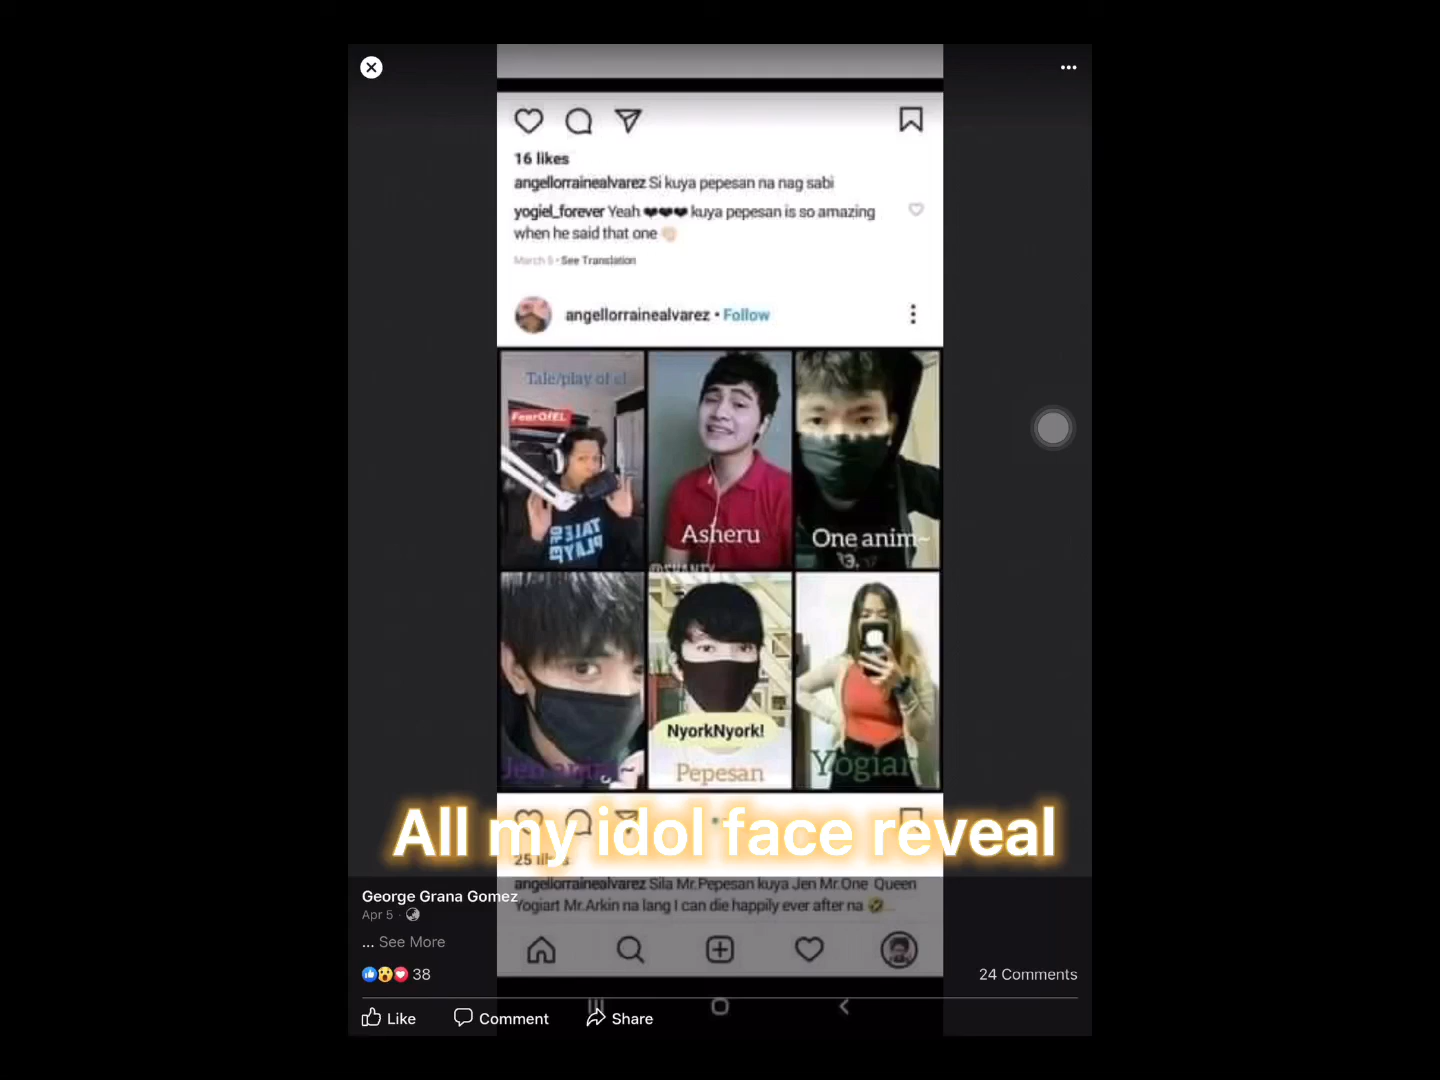 16 likes
angellorrainealvarez Si kuya pepesan na nag sabi
yogiel_forever Yeah ❤❤❤ kuya pepesan is so amazing
when he said that one 👊🏻
March 5 • See Translation
angellorrainealvarez • Follow
Tale/play of el
FearOfEL
TALES
OF
PLAYE
Asheru
One anim~
@SHANTY
NyorkNyork!
Pepesan
Yogiart
All my idol face reveal
25 likes
angellorrainealvarez Sila Mr.Pepesan kuya Jen Mr.One Queen
Yogiart Mr.Arkin na lang I can die happily ever after na 🤣...
George Grana Gomez
Apr 5 ·
... See More
38
24 Comments
Like
Comment
Share